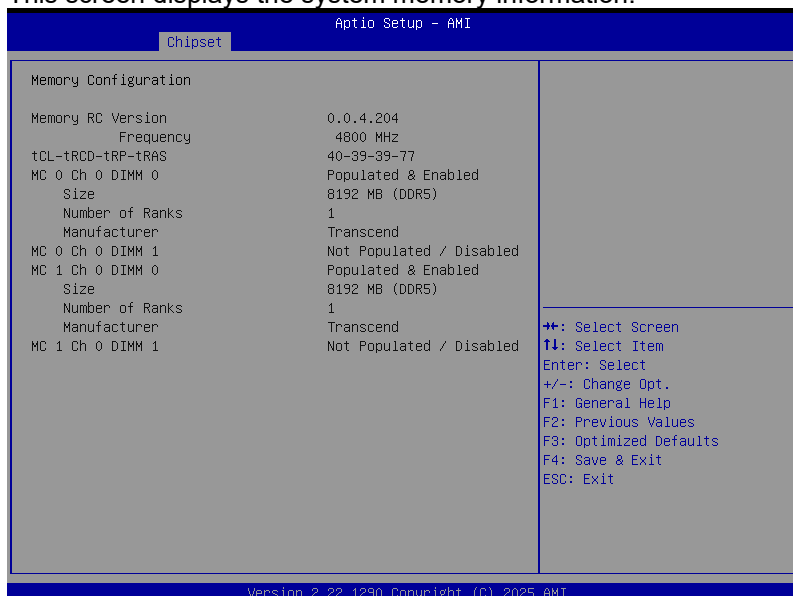 This screen displays the system memory information.
Aptio Setup – AMI
Chipset
Memory Configuration
Memory RC Version 0.0.4.204
Frequency 4800 MHz
tCL-tRCD-tRP-tRAS 40-39-39-77
MC 0 Ch 0 DIMM 0 Populated & Enabled
Size 8192 MB (DDR5)
Number of Ranks 1
Manufacturer Transcend
MC 0 Ch 0 DIMM 1 Not Populated / Disabled
MC 1 Ch 0 DIMM 0 Populated & Enabled
Size 8192 MB (DDR5)
Number of Ranks 1
Manufacturer Transcend
MC 1 Ch 0 DIMM 1 Not Populated / Disabled
→←: Select Screen
↑↓: Select Item
Enter: Select
+/-: Change Opt.
F1: General Help
F2: Previous Values
F3: Optimized Defaults
F4: Save & Exit
ESC: Exit
Version 2.22.1290 Copyright (C) 2025 AMI